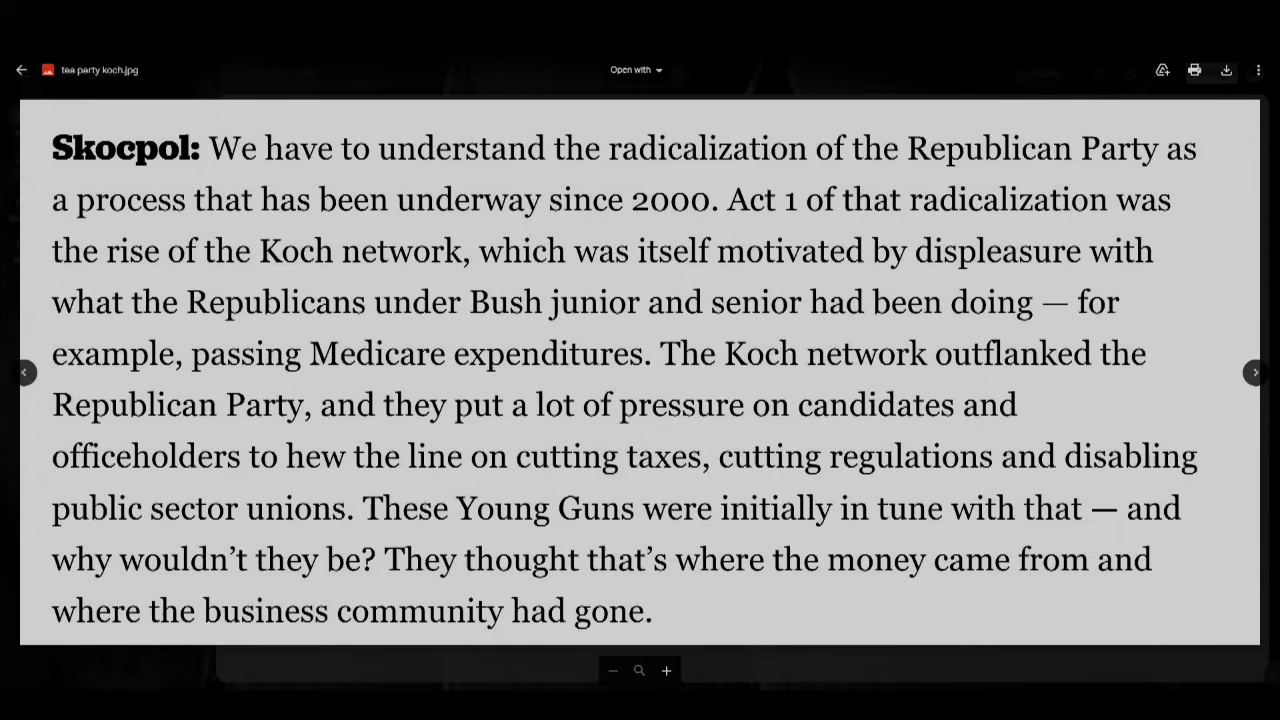 tea party koch.jpg
Open with
Skocpol: We have to understand the radicalization of the Republican Party as
a process that has been underway since 2000. Act 1 of that radicalization was
the rise of the Koch network, which was itself motivated by displeasure with
what the Republicans under Bush junior and senior had been doing — for
example, passing Medicare expenditures. The Koch network outflanked the
Republican Party, and they put a lot of pressure on candidates and
officeholders to hew the line on cutting taxes, cutting regulations and disabling
public sector unions. These Young Guns were initially in tune with that — and
why wouldn’t they be? They thought that’s where the money came from and
where the business community had gone.